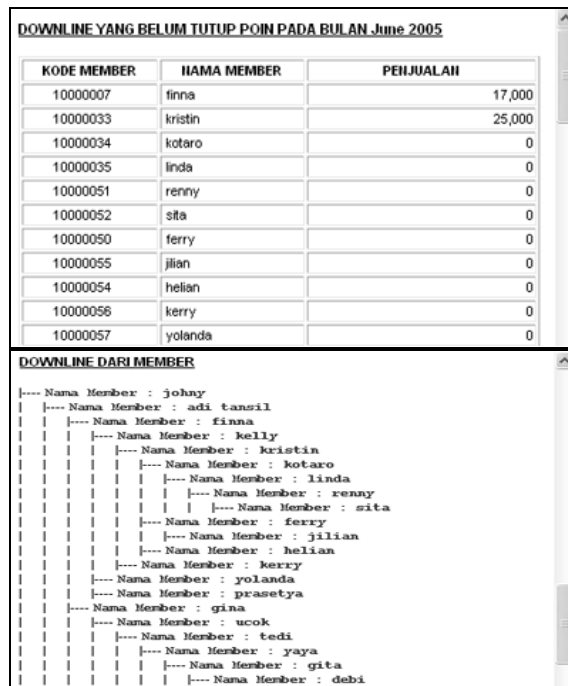 DOWNLINE YANG BELUM TUTUP POIN PADA BULAN June 2005
KODE MEMBER NAMA MEMBER PENJUALAN
10000007 finna 17,000
10000033 kristin 25,000
10000034 kotaro 0
10000035 linda 0
10000051 renny 0
10000052 sita 0
10000050 ferry 0
10000055 jilian 0
10000054 helian 0
10000056 kerry 0
10000057 yolanda 0
DOWNLINE DARI MEMBER
|---- Nama Member : johny
| |---- Nama Member : adi tansil
| | |---- Nama Member : finna
| | | |---- Nama Member : kelly
| | | | |---- Nama Member : kristin
| | | | | |---- Nama Member : kotaro
| | | | | | |---- Nama Member : linda
| | | | | | | |---- Nama Member : renny
| | | | | | | | |---- Nama Member : sita
| | | | | |---- Nama Member : ferry
| | | | | | |---- Nama Member : jilian
| | | | | |---- Nama Member : helian
| | | | |---- Nama Member : kerry
| | | |---- Nama Member : yolanda
| | | |---- Nama Member : prasetya
| | |---- Nama Member : gina
| | | |---- Nama Member : ucok
| | | | |---- Nama Member : tedi
| | | | | |---- Nama Member : yaya
| | | | | | |---- Nama Member : gita
| | | | | | | |---- Nama Member : debi